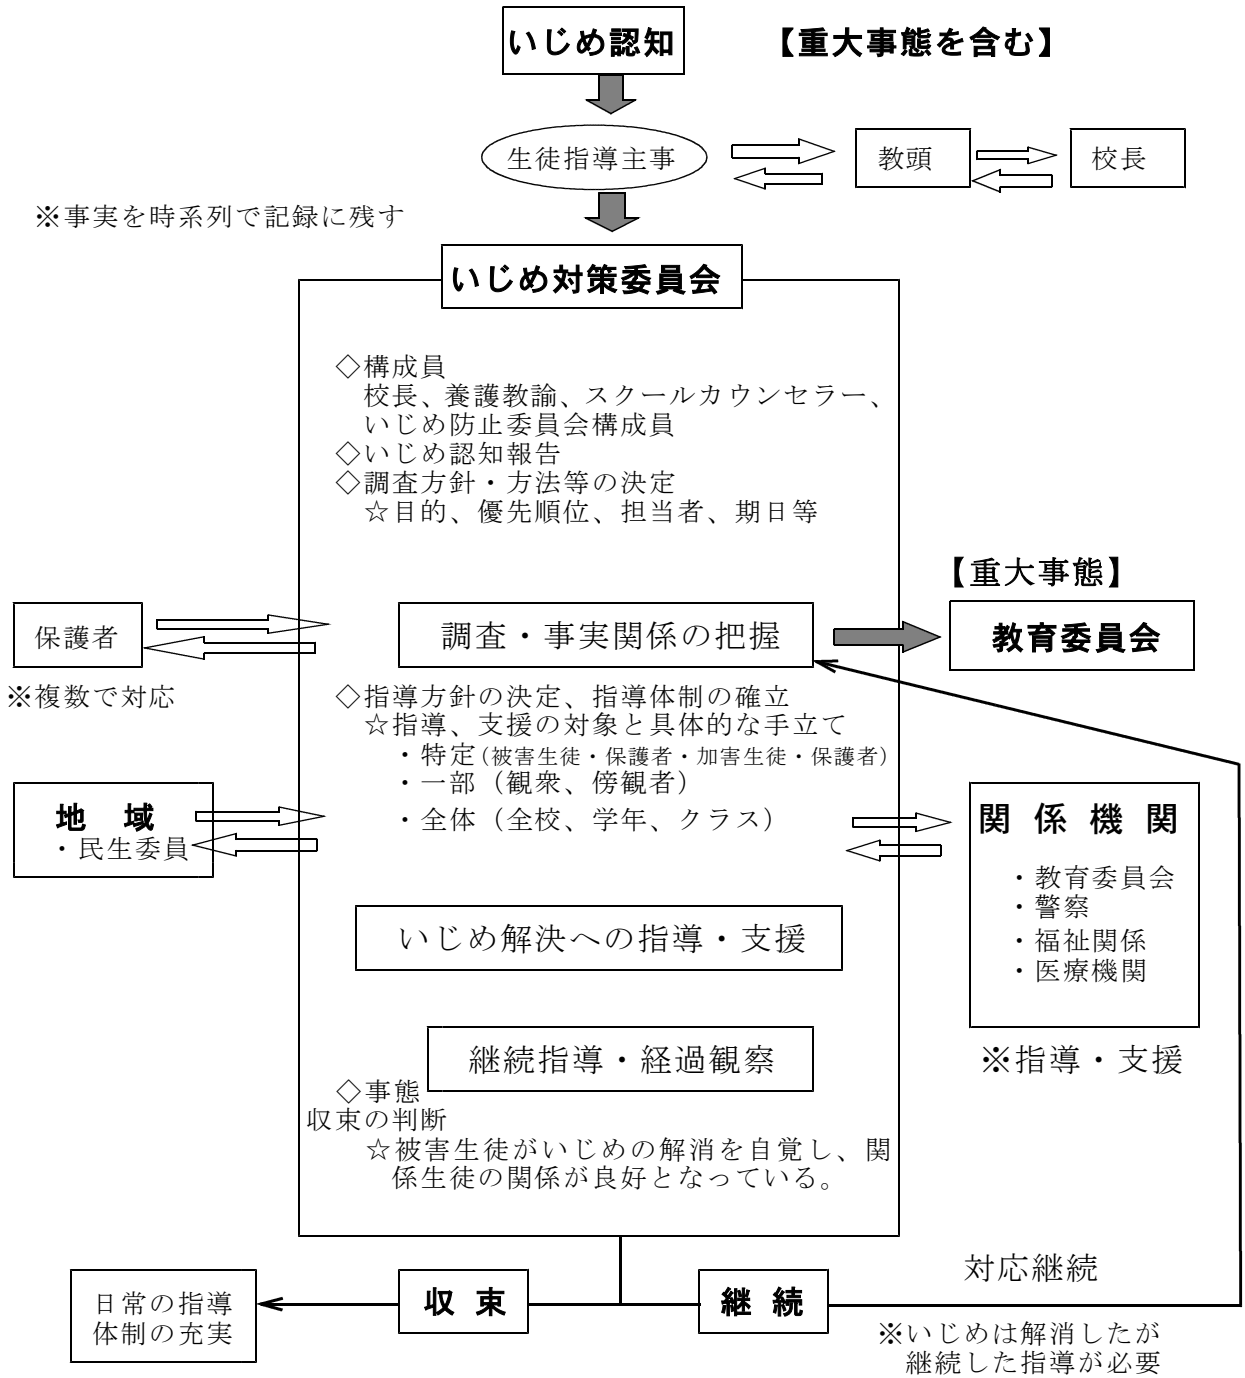 いじめ認知
【重大事態を含む】
生徒指導主事
教頭
校長
※事実を時系列で記録に残す
いじめ対策委員会
◇構成員
校長、養護教諭、スクールカウンセラー、
いじめ防止委員会構成員
◇いじめ認知報告
◇調査方針・方法等の決定
☆目的、優先順位、担当者、期日等
【重大事態】
保護者
調査・事実関係の把握
教育委員会
※複数で対応
◇指導方針の決定、指導体制の確立
☆指導、支援の対象と具体的な手立て
・特定（被害生徒・保護者・加害生徒・保護者）
・一部（観衆、傍観者）
・全体（全校、学年、クラス）
地　域
・民生委員
関 係 機 関
・教育委員会
・警察
・福祉関係
・医療機関
※指導・支援
いじめ解決への指導・支援
継続指導・経過観察
◇事態
収束の判断
☆被害生徒がいじめの解消を自覚し、関
係生徒の関係が良好となっている。
対応継続
日常の指導
体制の充実
収 束
継 続
※いじめは解消したが
継続した指導が必要